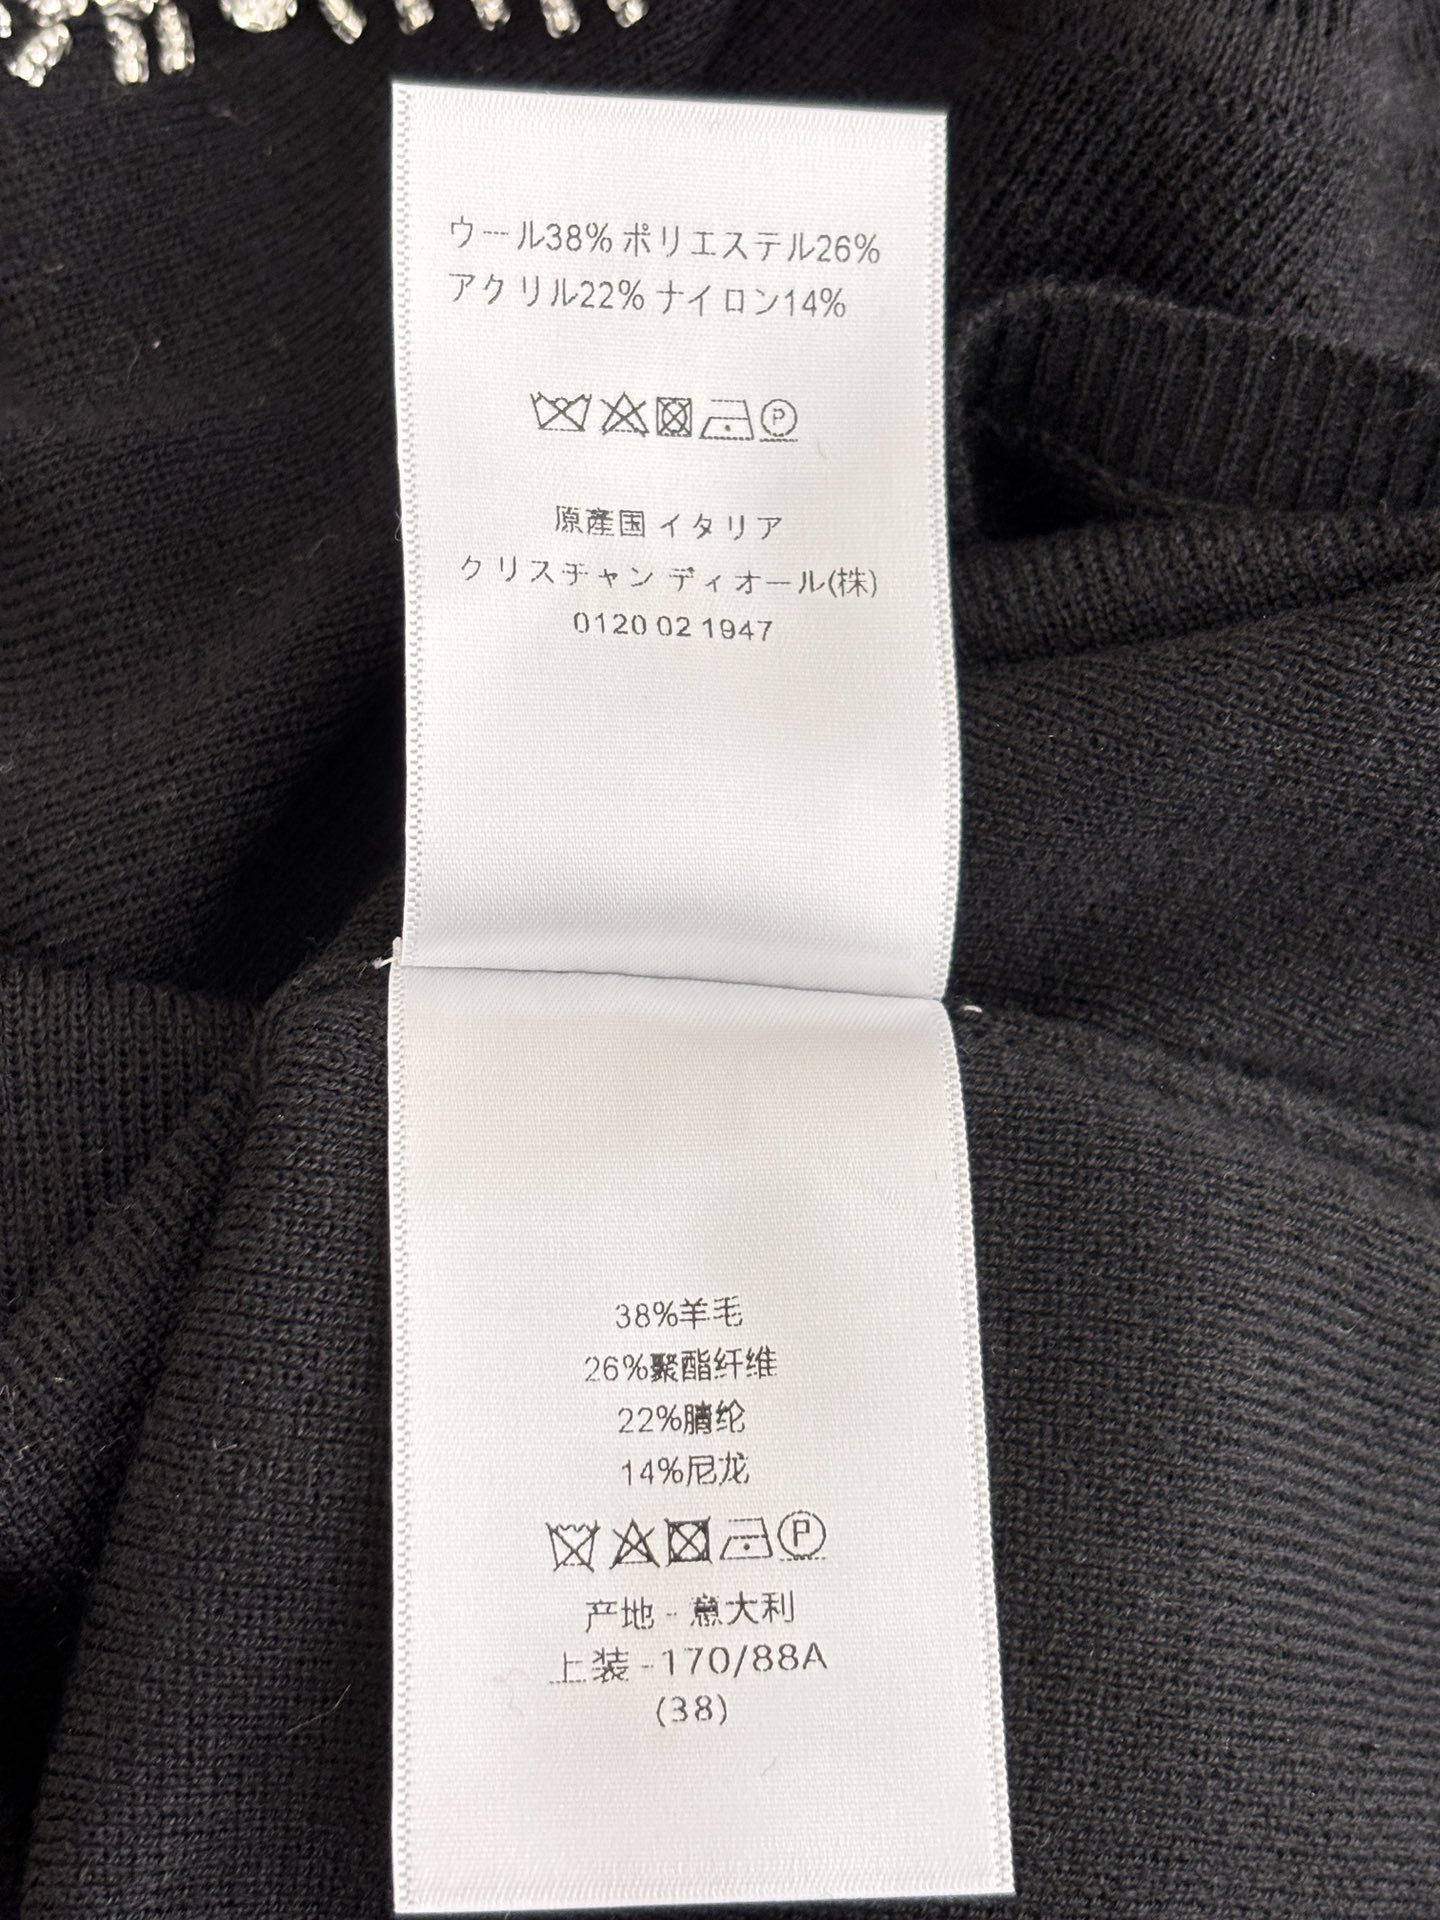 ウール38% ポリエステル26%
アクリル22% ナイロン14%
P
原産国 イタリア
クリスチャン ディオール(株)
0120 02 1947
38%羊毛
26%聚酯纤维
22%腈纶
14%尼龙
P
产地 - 意大利
上装 - 170/88A
(38)